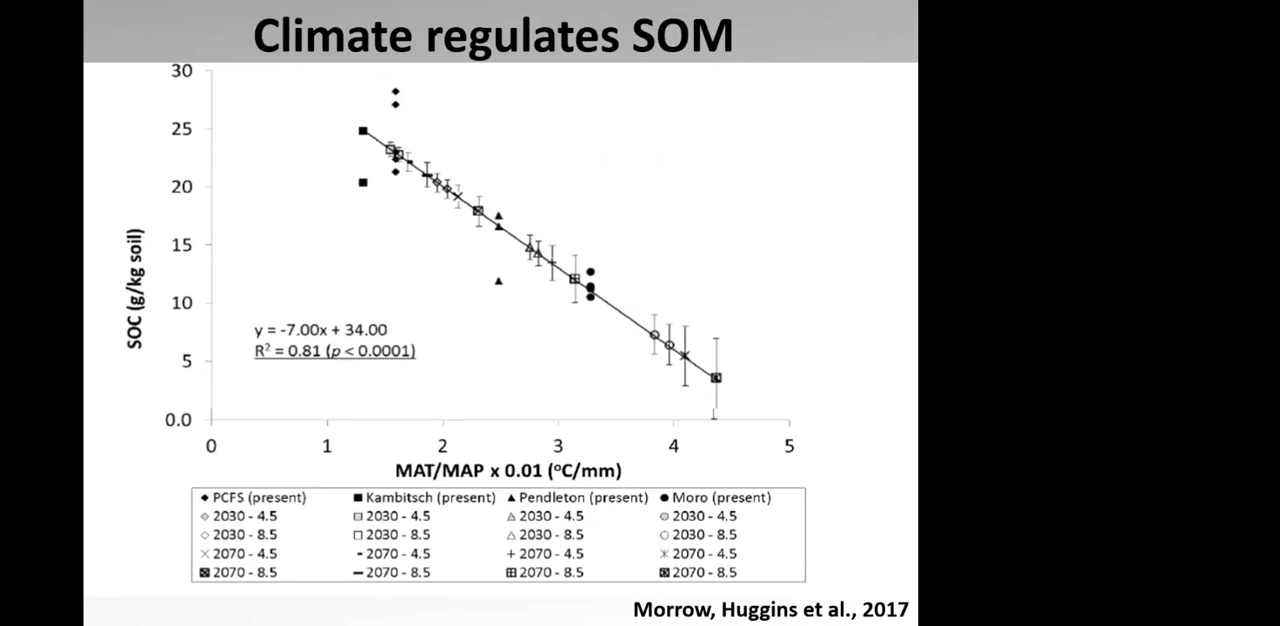 Climate regulates SOM
30
25
20
15
10
5
0.0
SOC (g/kg soil)
y = -7.00x + 34.00
R² = 0.81 (p < 0.0001)
0 1 2 3 4 5
MAT/MAP x 0.01 (°C/mm)
PCFS (present) Kambitsch (present) Pendleton (present) Moro (present)
2030 - 4.5 2030 - 4.5 2030 - 4.5 2030 - 4.5
2030 - 8.5 2030 - 8.5 2030 - 8.5 2030 - 8.5
2070 - 4.5 2070 - 4.5 2070 - 4.5 2070 - 4.5
2070 - 8.5 2070 - 8.5 2070 - 8.5 2070 - 8.5
Morrow, Huggins et al., 2017